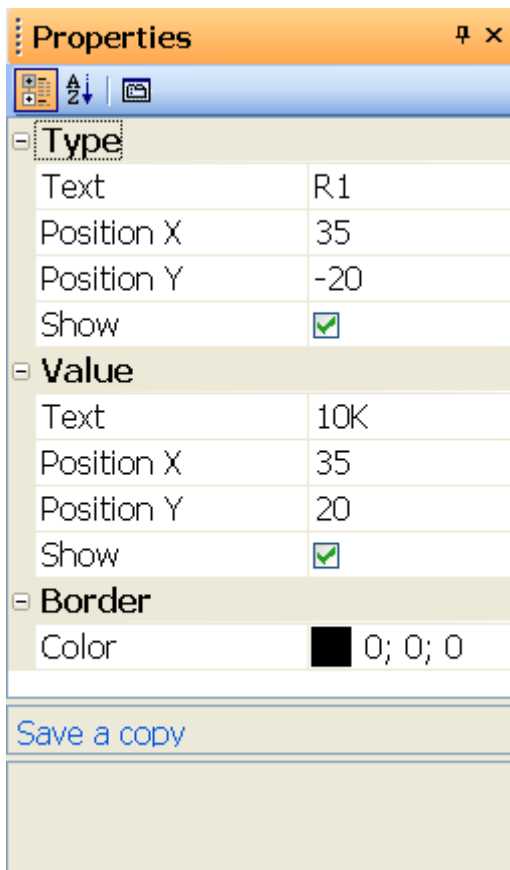 Properties
Type
Text R1
Position X 35
Position Y -20
Show
Value
Text 10K
Position X 35
Position Y 20
Show
Border
Color 0; 0; 0
Save a copy